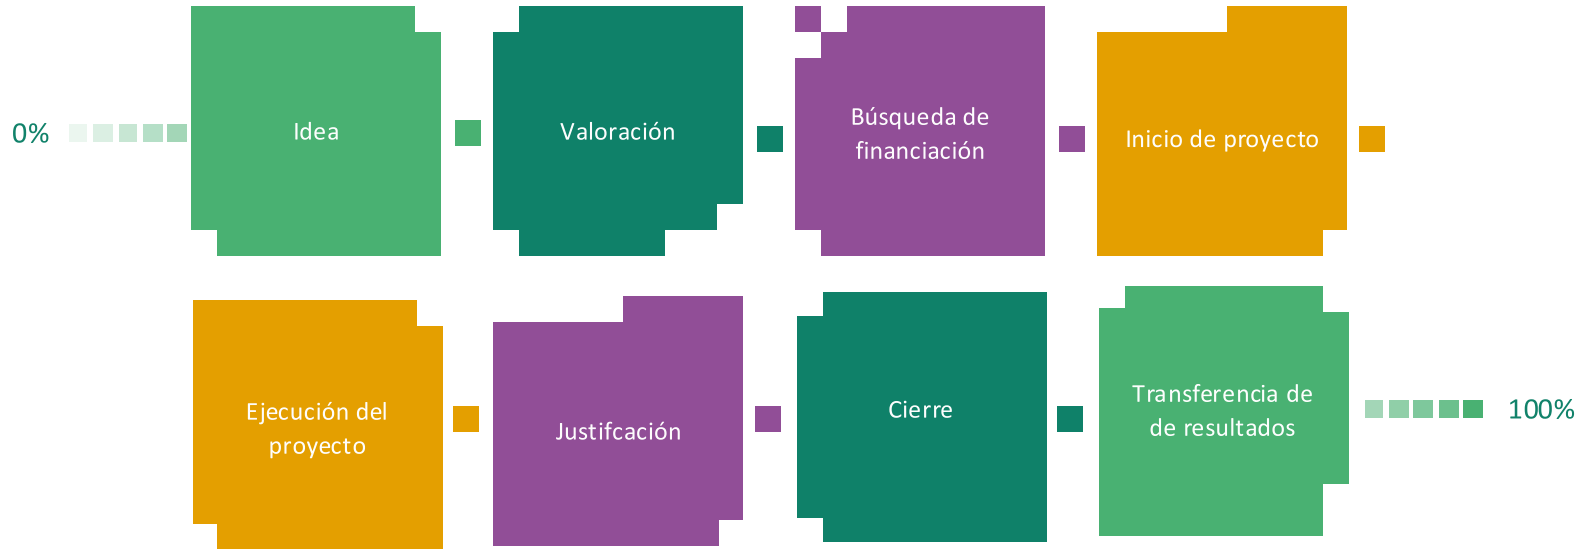 0%
Idea
Valoración
Búsqueda de
financiación
Inicio de proyecto
Ejecución del
proyecto
Justifcación
Cierre
Transferencia de
de resultados
100%